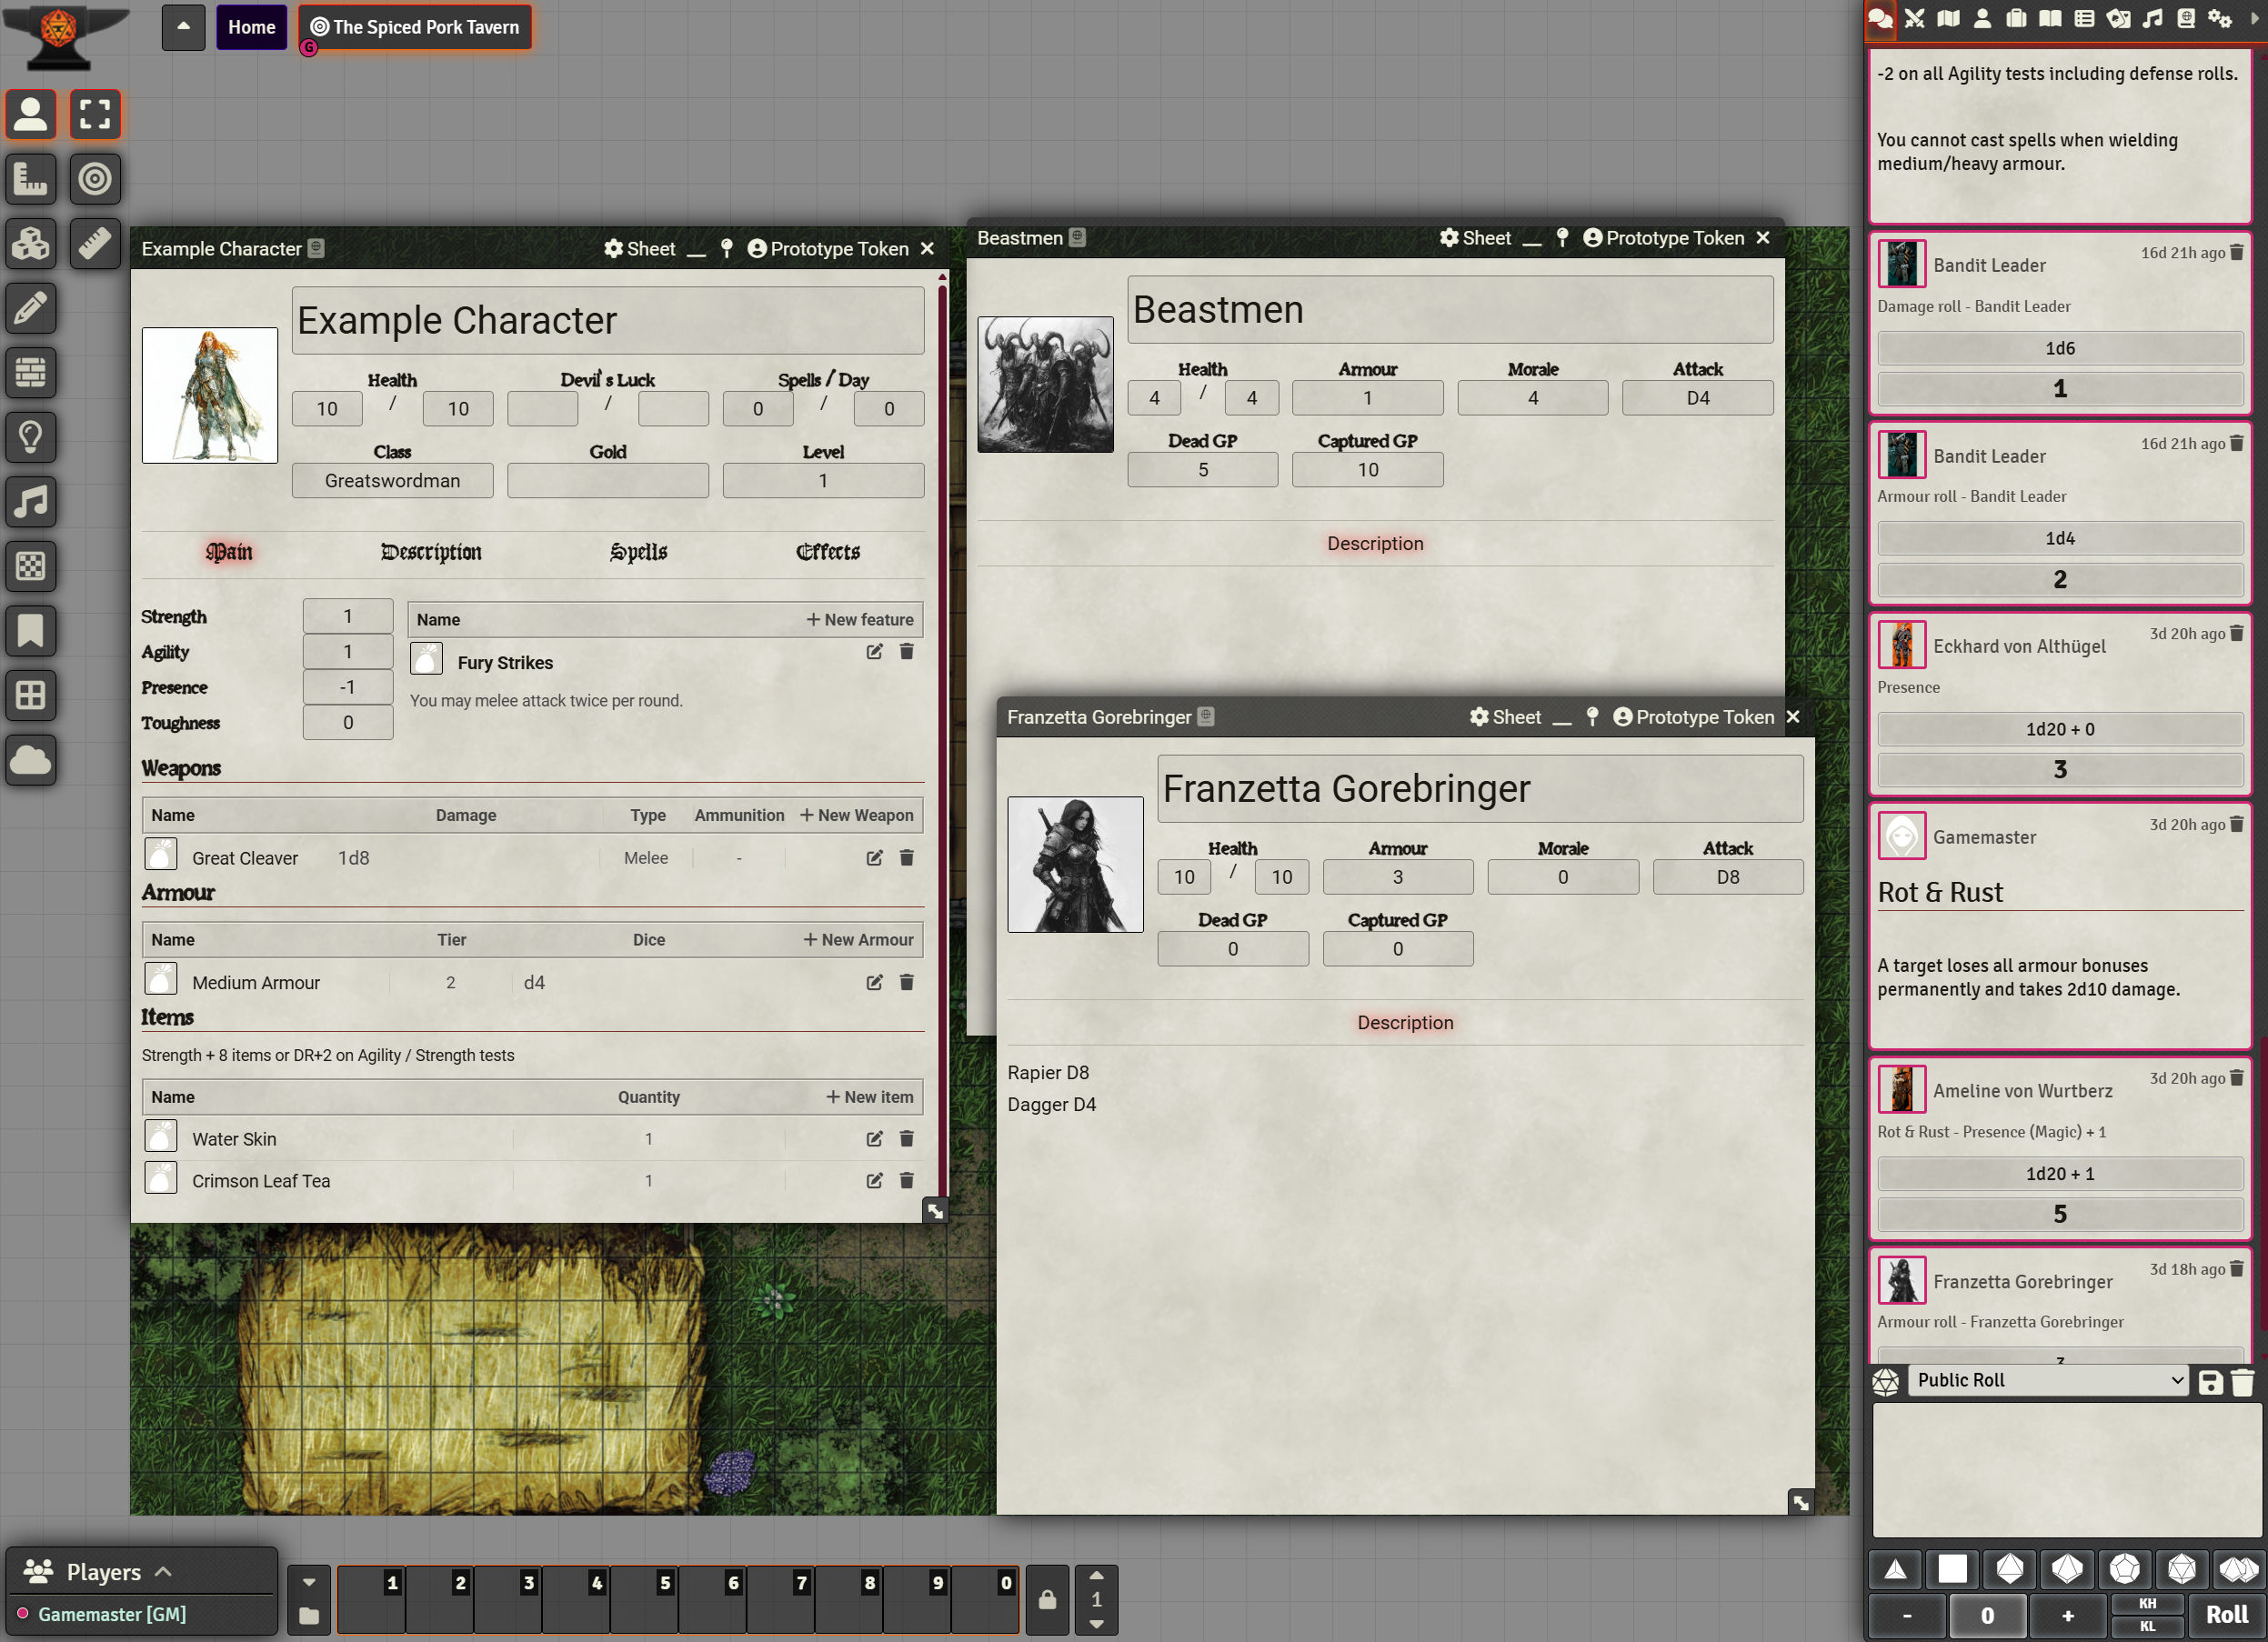 Home
The Spiced Pork Tavern
G
Example Character
Sheet
Prototype Token
Example Character
Health
Devil's Luck
Spells / Day
10 / 10
/
0 / 0
Class
Gold
Level
Greatswordman
1
Main
Description
Spells
Effects
Strength
1
Agility
1
Presence
-1
Toughness
0
Name
+ New feature
Fury Strikes
You may melee attack twice per round.
Weapons
Name
Damage
Type
Ammunition
+ New Weapon
Great Cleaver
1d8
Melee
-
Armour
Name
Tier
Dice
+ New Armour
Medium Armour
2
d4
Items
Strength + 8 items or DR+2 on Agility / Strength tests
Name
Quantity
+ New item
Water Skin
1
Crimson Leaf Tea
1
Beastmen
Sheet
Prototype Token
Beastmen
Health
Armour
Morale
Attack
4 / 4
1
4
D4
Dead GP
Captured GP
5
10
Description
Franzetta Gorebringer
Sheet
Prototype Token
Franzetta Gorebringer
Health
Armour
Morale
Attack
10 / 10
3
0
D8
Dead GP
Captured GP
0
0
Description
Rapier D8
Dagger D4
-2 on all Agility tests including defense rolls.
You cannot cast spells when wielding
medium/heavy armour.
Bandit Leader
16d 21h ago
Damage roll - Bandit Leader
1d6
1
Bandit Leader
16d 21h ago
Armour roll - Bandit Leader
1d4
2
Eckhard von Althügel
3d 20h ago
Presence
1d20 + 0
3
Gamemaster
3d 20h ago
Rot & Rust
A target loses all armour bonuses
permanently and takes 2d10 damage.
Ameline von Wurtberz
3d 20h ago
Rot & Rust - Presence (Magic) + 1
1d20 + 1
5
Franzetta Gorebringer
3d 18h ago
Armour roll - Franzetta Gorebringer
Public Roll
-
0
+
KH
KL
Roll
Players
Gamemaster [GM]
1
2
3
4
5
6
7
8
9
0
1